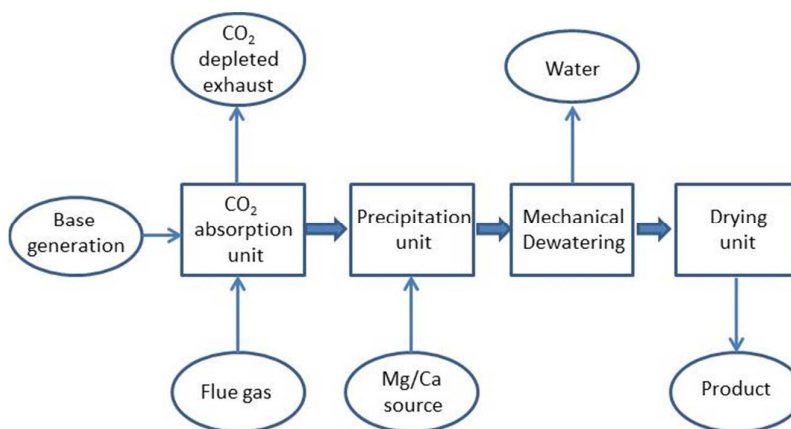 CO₂
depleted
exhaust
Water
Base
generation
CO₂
absorption
unit
Precipitation
unit
Mechanical
Dewatering
Drying
unit
Flue gas
Mg/Ca
source
Product